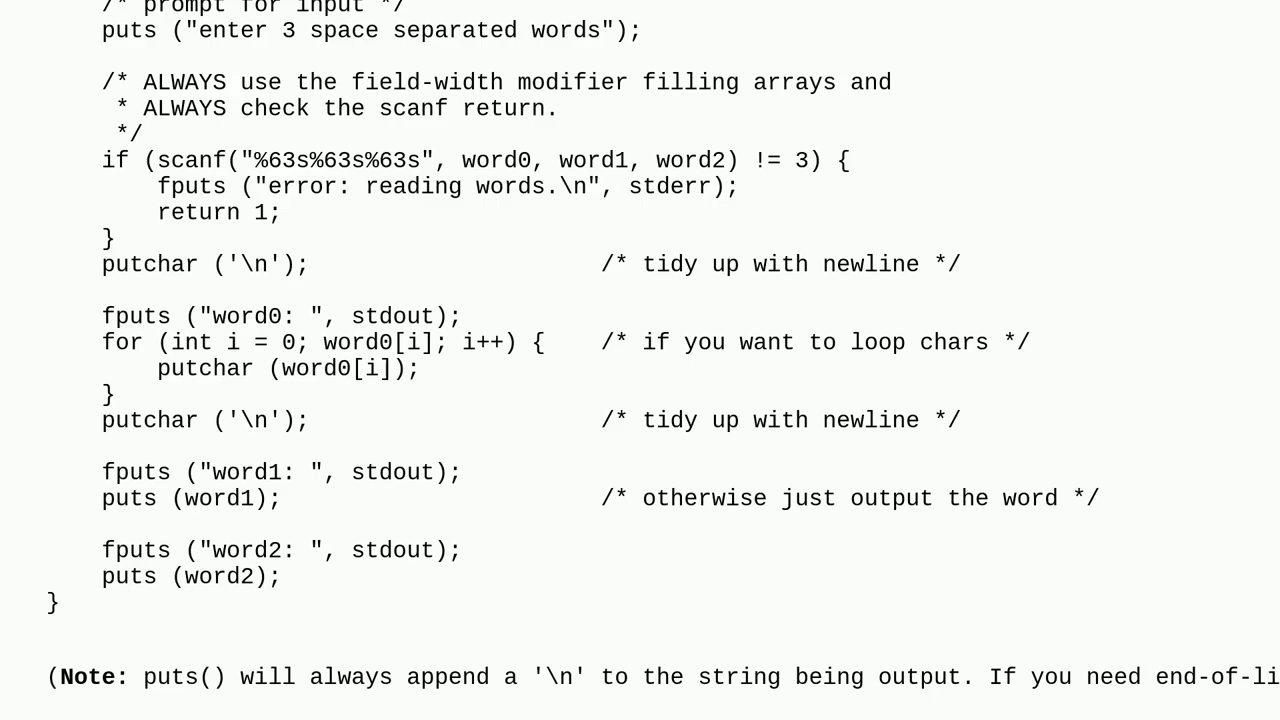 /* prompt for input */
puts ("enter 3 space separated words");
/* ALWAYS use the field-width modifier filling arrays and
* ALWAYS check the scanf return.
*/
if (scanf("%63s%63s%63s", word0, word1, word2) != 3) {
fputs ("error: reading words.\n", stderr);
return 1;
}
putchar ('\n'); /* tidy up with newline */
fputs ("word0: ", stdout);
for (int i = 0; word0[i]; i++) { /* if you want to loop chars */
putchar (word0[i]);
}
putchar ('\n'); /* tidy up with newline */
fputs ("word1: ", stdout);
puts (word1); /* otherwise just output the word */
fputs ("word2: ", stdout);
puts (word2);
}
(Note: puts() will always append a '\n' to the string being output. If you need end-of-li